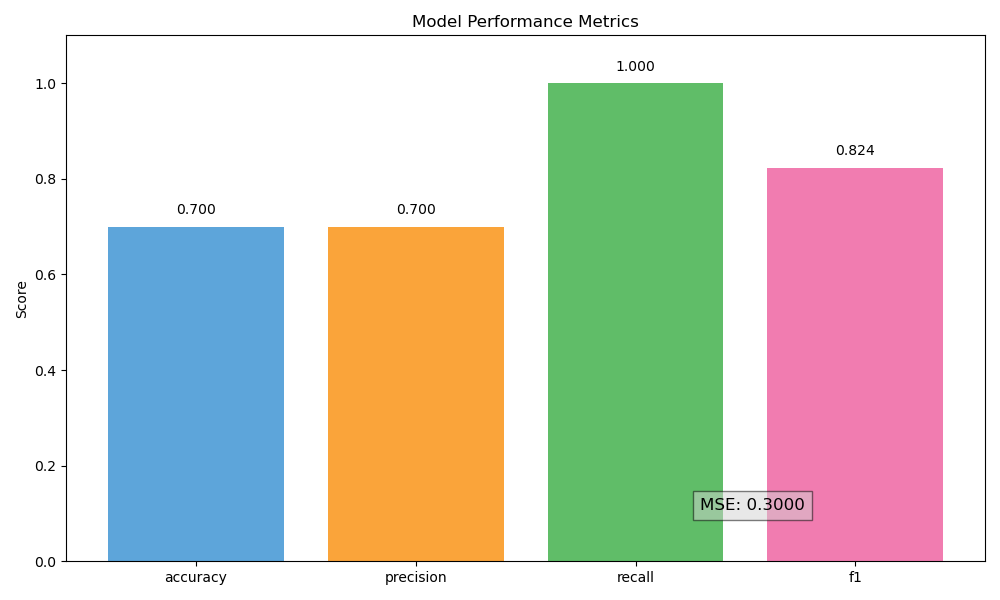 Model Performance Metrics
1.000
0.824
0.700
0.700
Score
1.0
0.8
0.6
0.4
0.2
0.0
MSE: 0.3000
accuracy
precision
recall
f1